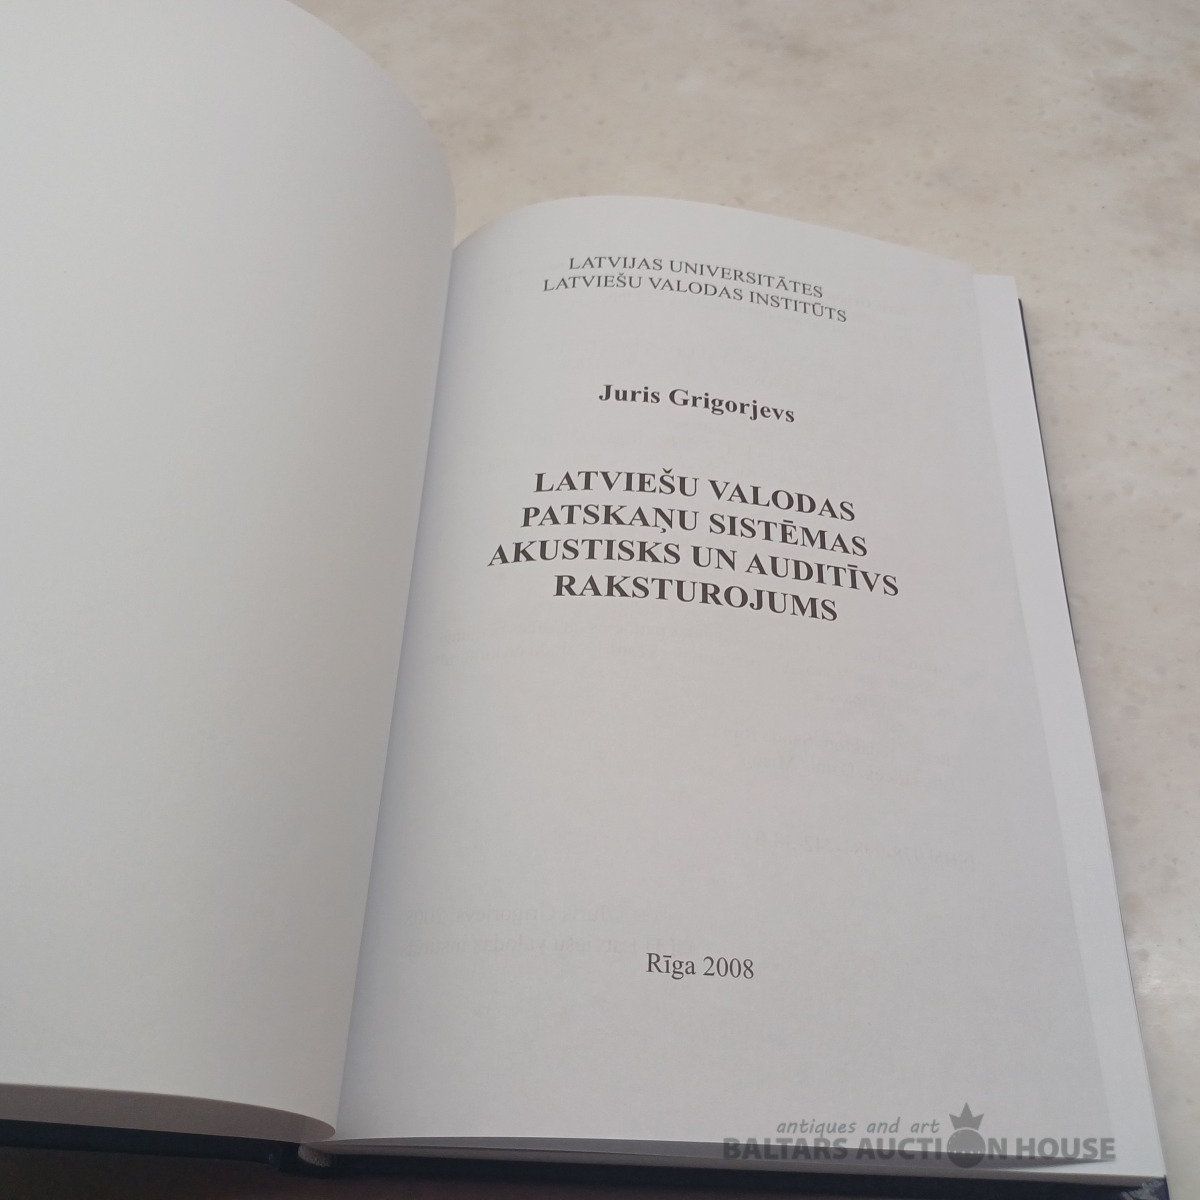 LATVIJAS UNIVERSITĀTES
LATVIEŠU VALODAS INSTITŪTS
Juris Grigorjevs
LATVIEŠU VALODAS
PATSKAŅU SISTĒMAS
AKUSTISKS UN AUDITĪVS
RAKSTUROJUMS
Rīga 2008
antiques and art
BALTARS AUCTION HOUSE